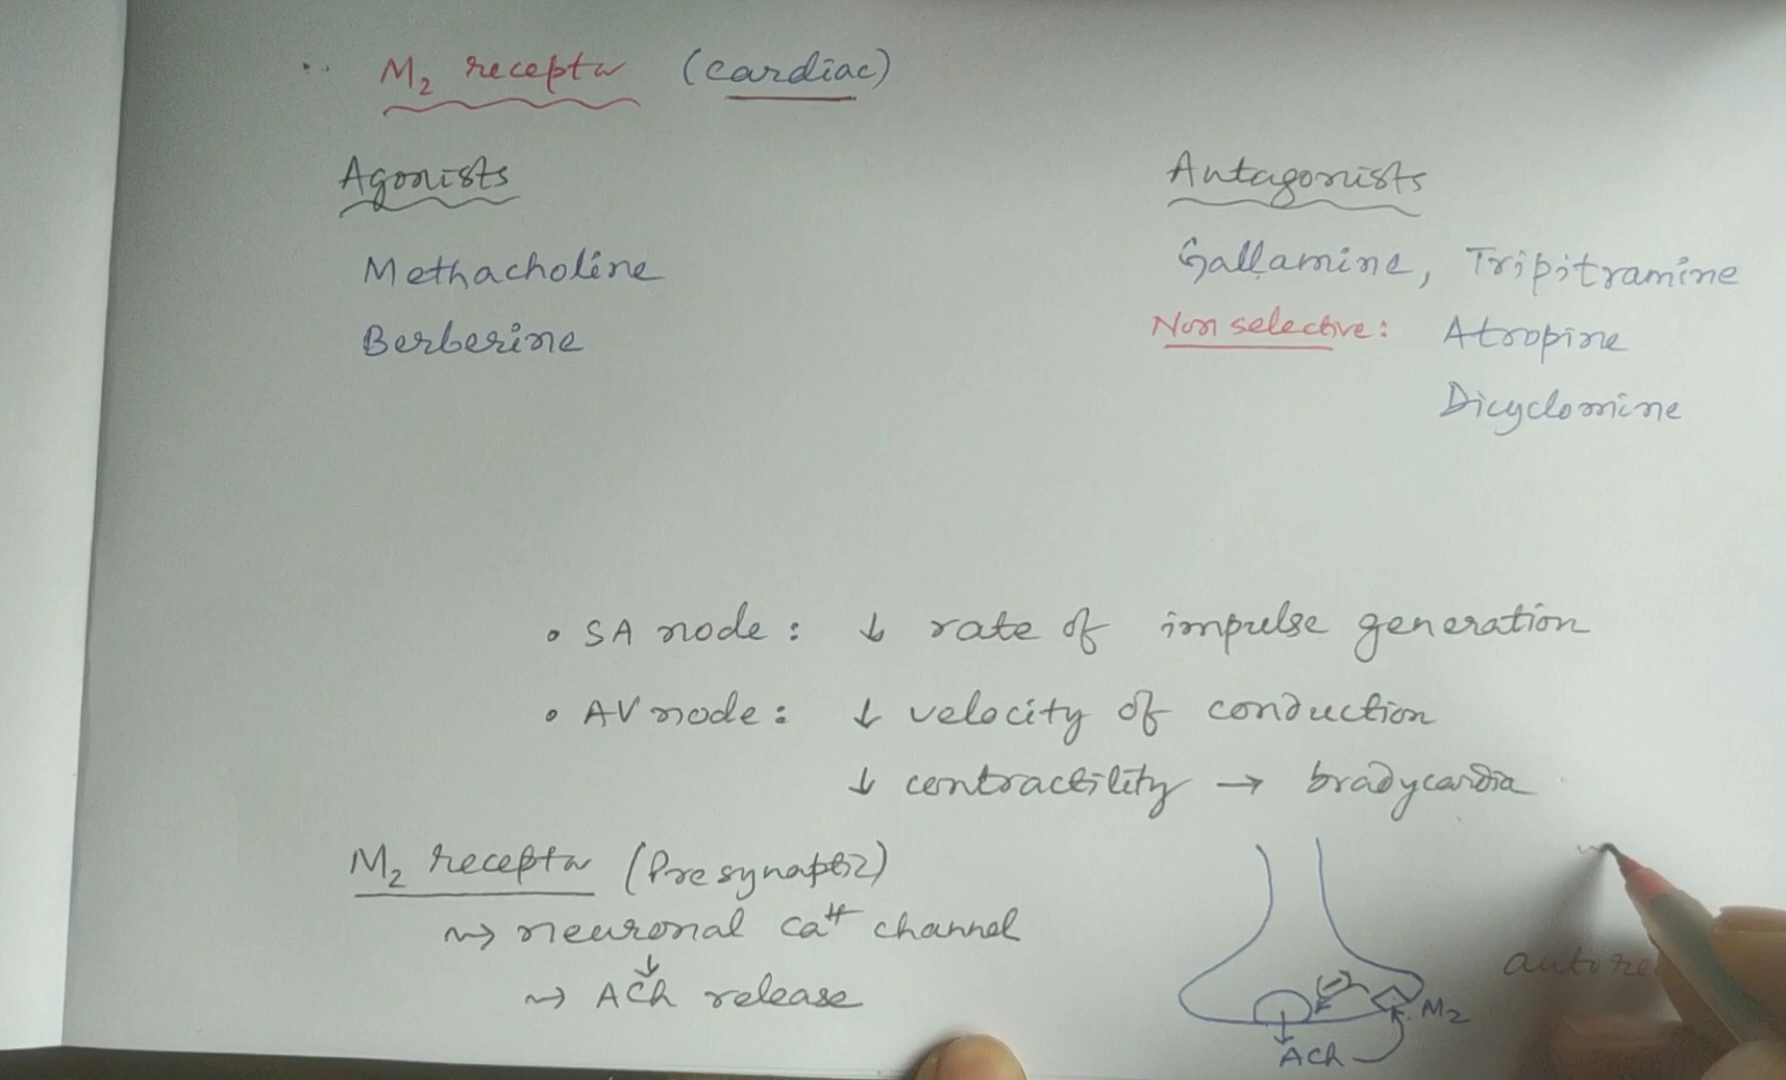 M2 receptor (cardiac)
Agonists
Antagonists
Methacholine
Gallamine, Tripitramine
Berberine
Non selective: Atropine
Dicyclomine
• SA node: ↓ rate of impulse generation
• AV node: ↓ velocity of conduction
↓ contractility → bradycardia
M2 receptor (Presynaptic)
⇝ neuronal Ca++ channel
↓
⇝ ACh release
(-)
M2
ACh
autore